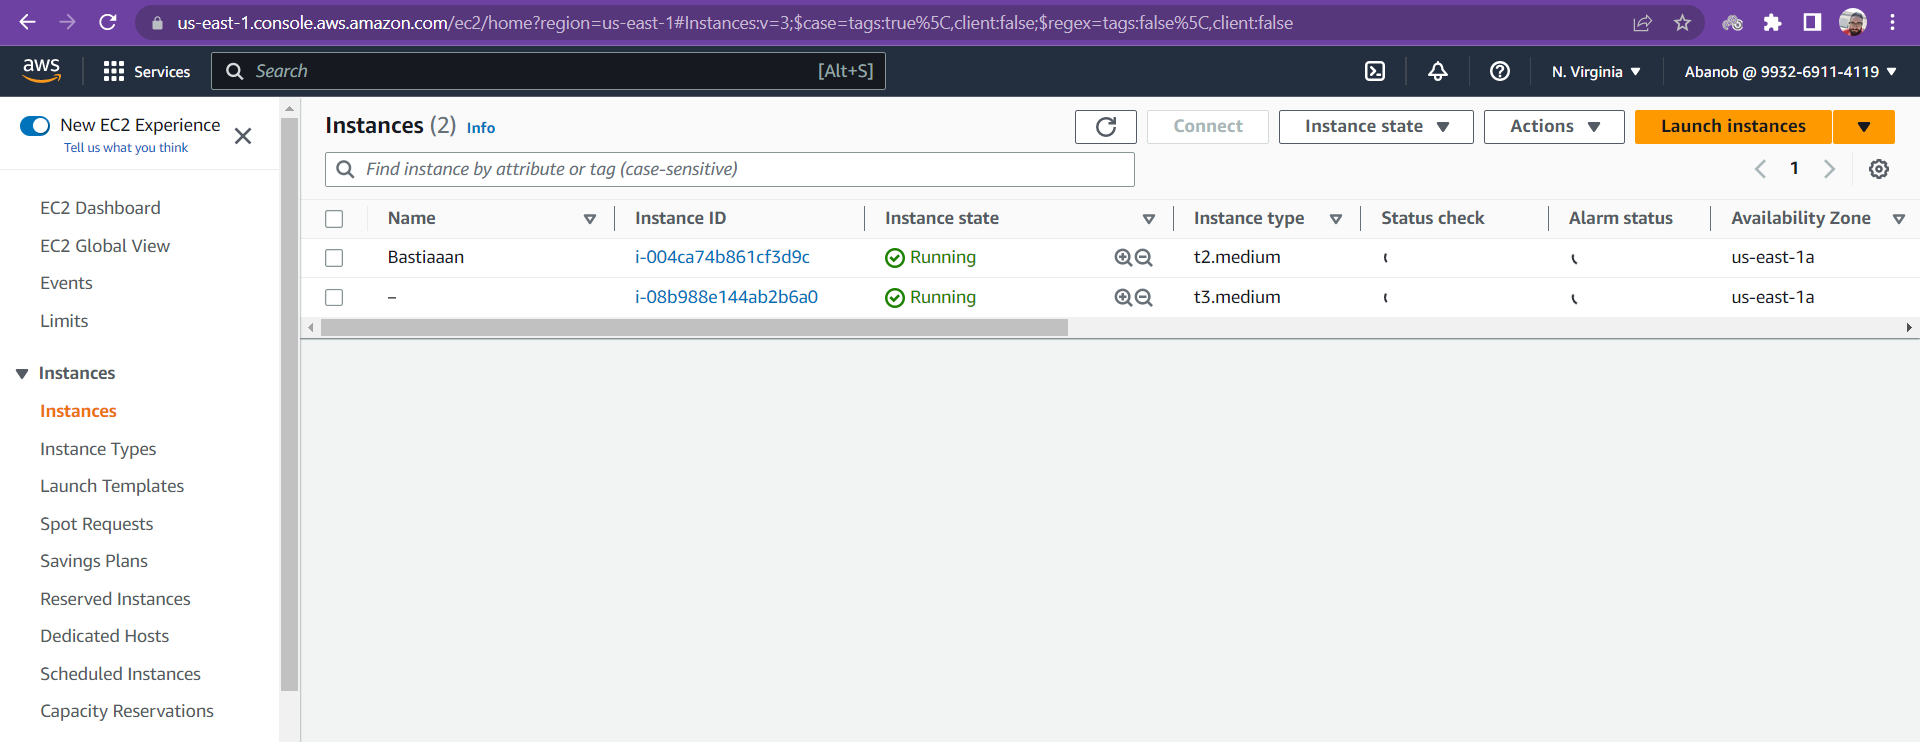 us-east-1.console.aws.amazon.com/ec2/home?region=us-east-1#Instances:v=3;$case=tags:true%5C,client:false;$regex=tags:false%5C,client:false
aws Services Search [Alt+S] N. Virginia Abanob @ 9932-6911-4119
New EC2 Experience
Tell us what you think
EC2 Dashboard
EC2 Global View
Events
Limits
Instances
Instances
Instance Types
Launch Templates
Spot Requests
Savings Plans
Reserved Instances
Dedicated Hosts
Scheduled Instances
Capacity Reservations
Instances (2) Info Connect Instance state Actions Launch instances
Find instance by attribute or tag (case-sensitive) 1
Name Instance ID Instance state Instance type Status check Alarm status Availability Zone
Bastiaaan i-004ca74b861cf3d9c Running t2.medium us-east-1a
– i-08b988e144ab2b6a0 Running t3.medium us-east-1a